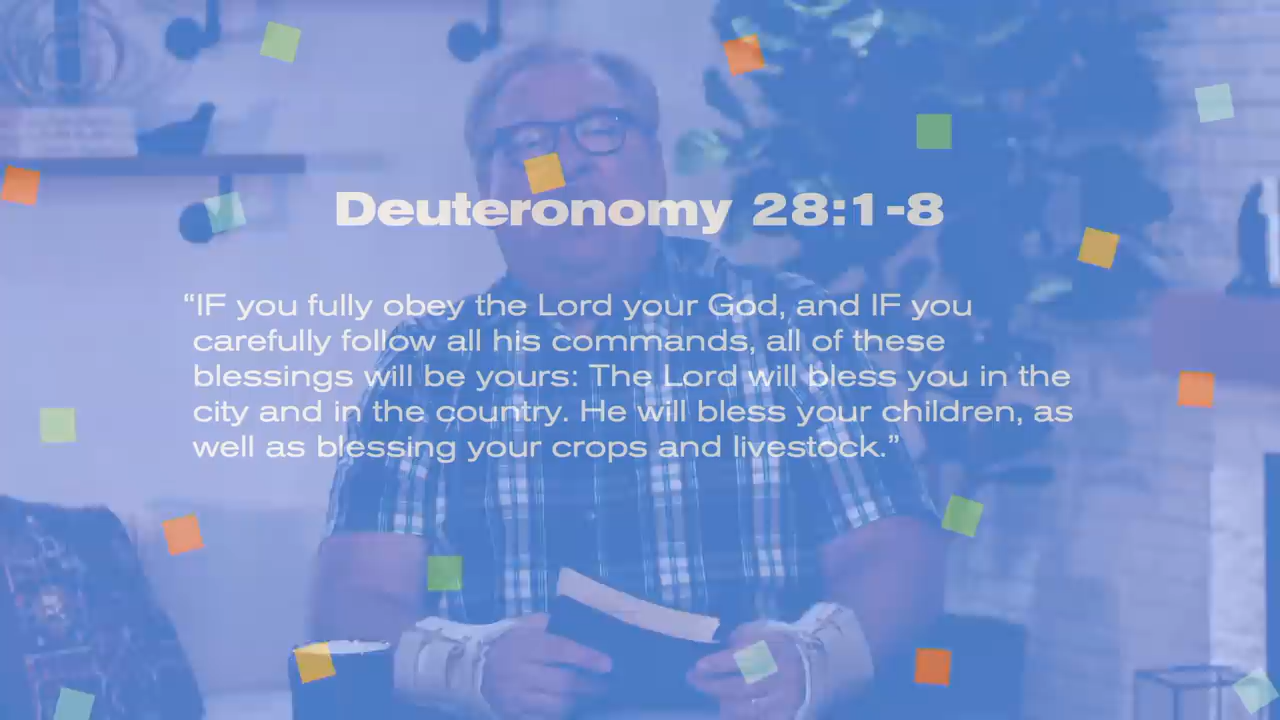 Deuteronomy 28:1-8
“IF you fully obey the Lord your God, and IF you
carefully follow all his commands, all of these
blessings will be yours: The Lord will bless you in the
city and in the country. He will bless your children, as
well as blessing your crops and livestock.”